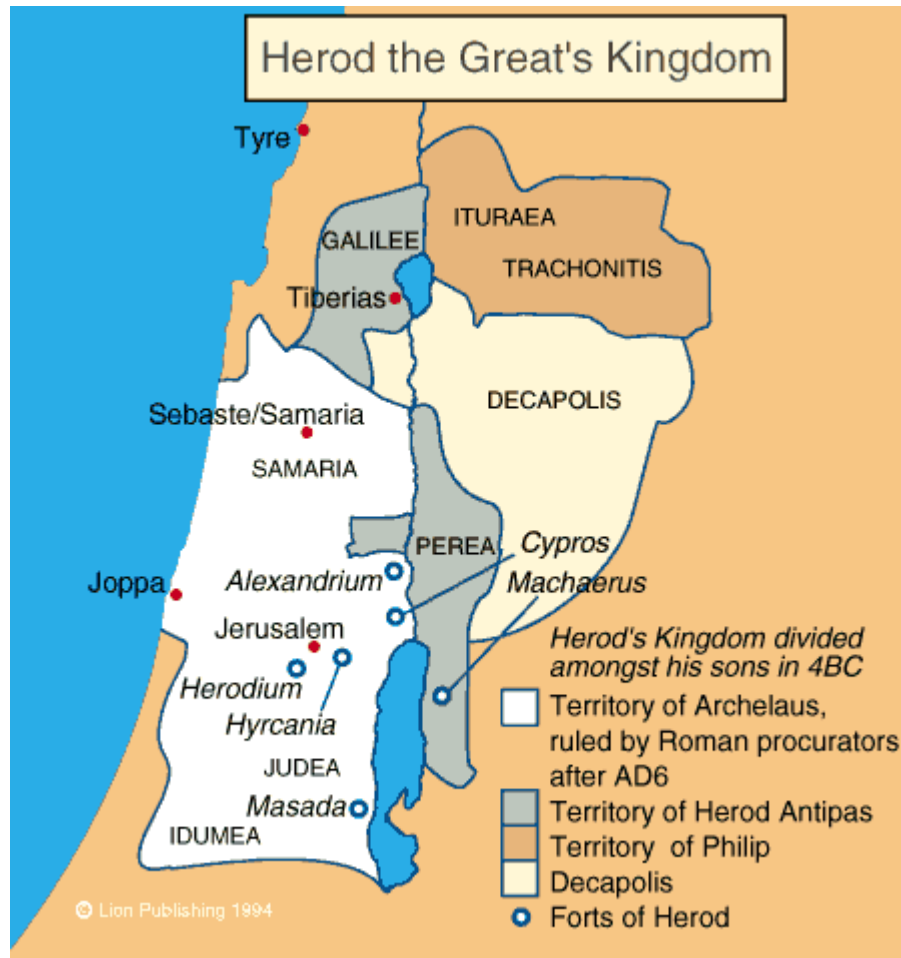 Herod the Great's Kingdom
Tyre
ITURAEA
GALILEE
TRACHONITIS
Tiberias
DECAPOLIS
Sebaste/Samaria
SAMARIA
PEREA
Cypros
Machaerus
Alexandrium
Joppa
Jerusalem
Herodium
Hyrcania
JUDEA
Masada
IDUMEA
Herod's Kingdom divided
amongst his sons in 4BC
Territory of Archelaus,
ruled by Roman procurators
after AD6
Territory of Herod Antipas
Territory of Philip
Decapolis
Forts of Herod
© Lion Publishing 1994